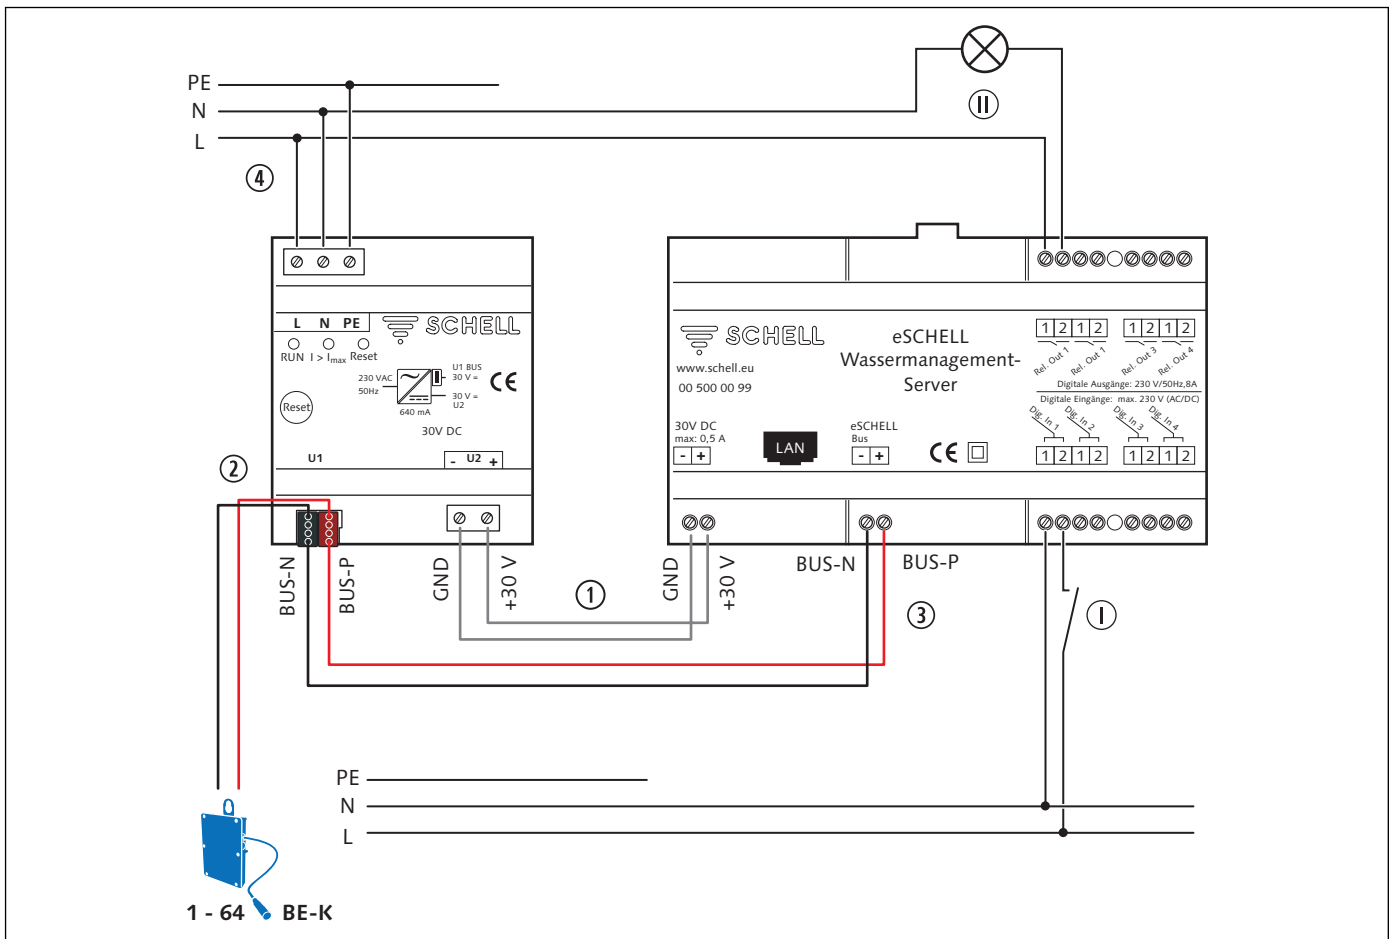 PE
N
L
II
4
L N PE
RUN I > Imax Reset
SCHELL
Reset
230 VAC
50Hz
U1 BUS
30 V =
30 V =
U2
640 mA
CE
30V DC
U1
- U2 +
2
BUS-N
BUS-P
GND
+30 V
1
SCHELL
www.schell.eu
00 500 00 99
eSCHELL
Wassermanagement-
Server
30V DC
max: 0,5 A
- +
LAN
eSCHELL
Bus
- +
CE
1 2 1 2 1 2 1 2
Rel. Out 1 Rel. Out 1 Rel. Out 3 Rel. Out 4
Digitale Ausgänge: 230 V/50Hz,8A
Digitale Eingänge: max. 230 V (AC/DC)
Dig. In 1 Dig. In 2 Dig. In 3 Dig. In 4
1 2 1 2 1 2 1 2
GND
+30 V
BUS-N
BUS-P
3
I
PE
N
L
1 - 64 BE-K